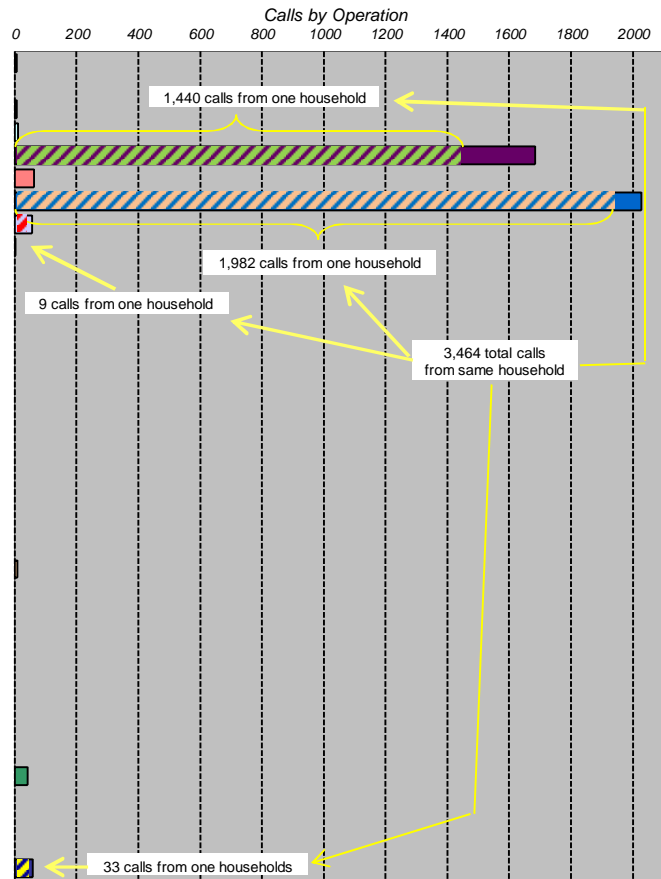 Calls by Operation
0 200 400 600 800 1000 1200 1400 1600 1800 2000
1,440 calls from one household
1,982 calls from one household
9 calls from one household
3,464 total calls
from same household
33 calls from one households